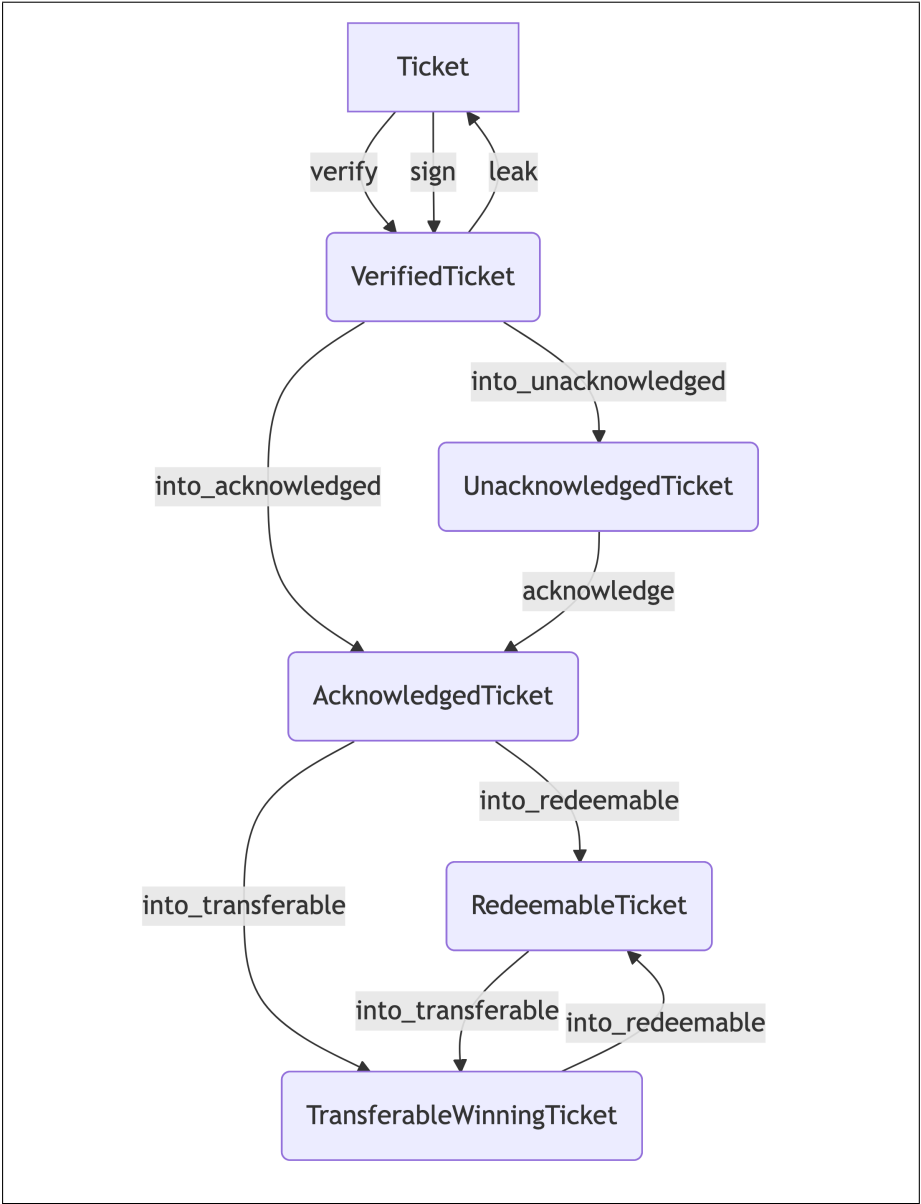 Ticket
verify
sign
leak
VerifiedTicket
into_unacknowledged
into_acknowledged
UnacknowledgedTicket
acknowledge
AcknowledgedTicket
into_redeemable
into_transferable
RedeemableTicket
into_transferable
into_redeemable
TransferableWinningTicket